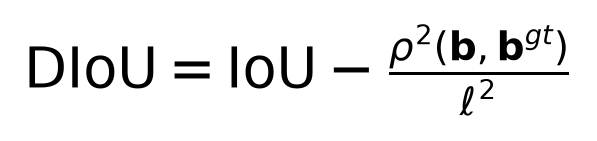 DIoU = IoU − ρ²(𝐛, 𝐛^{gt}) / ℓ²